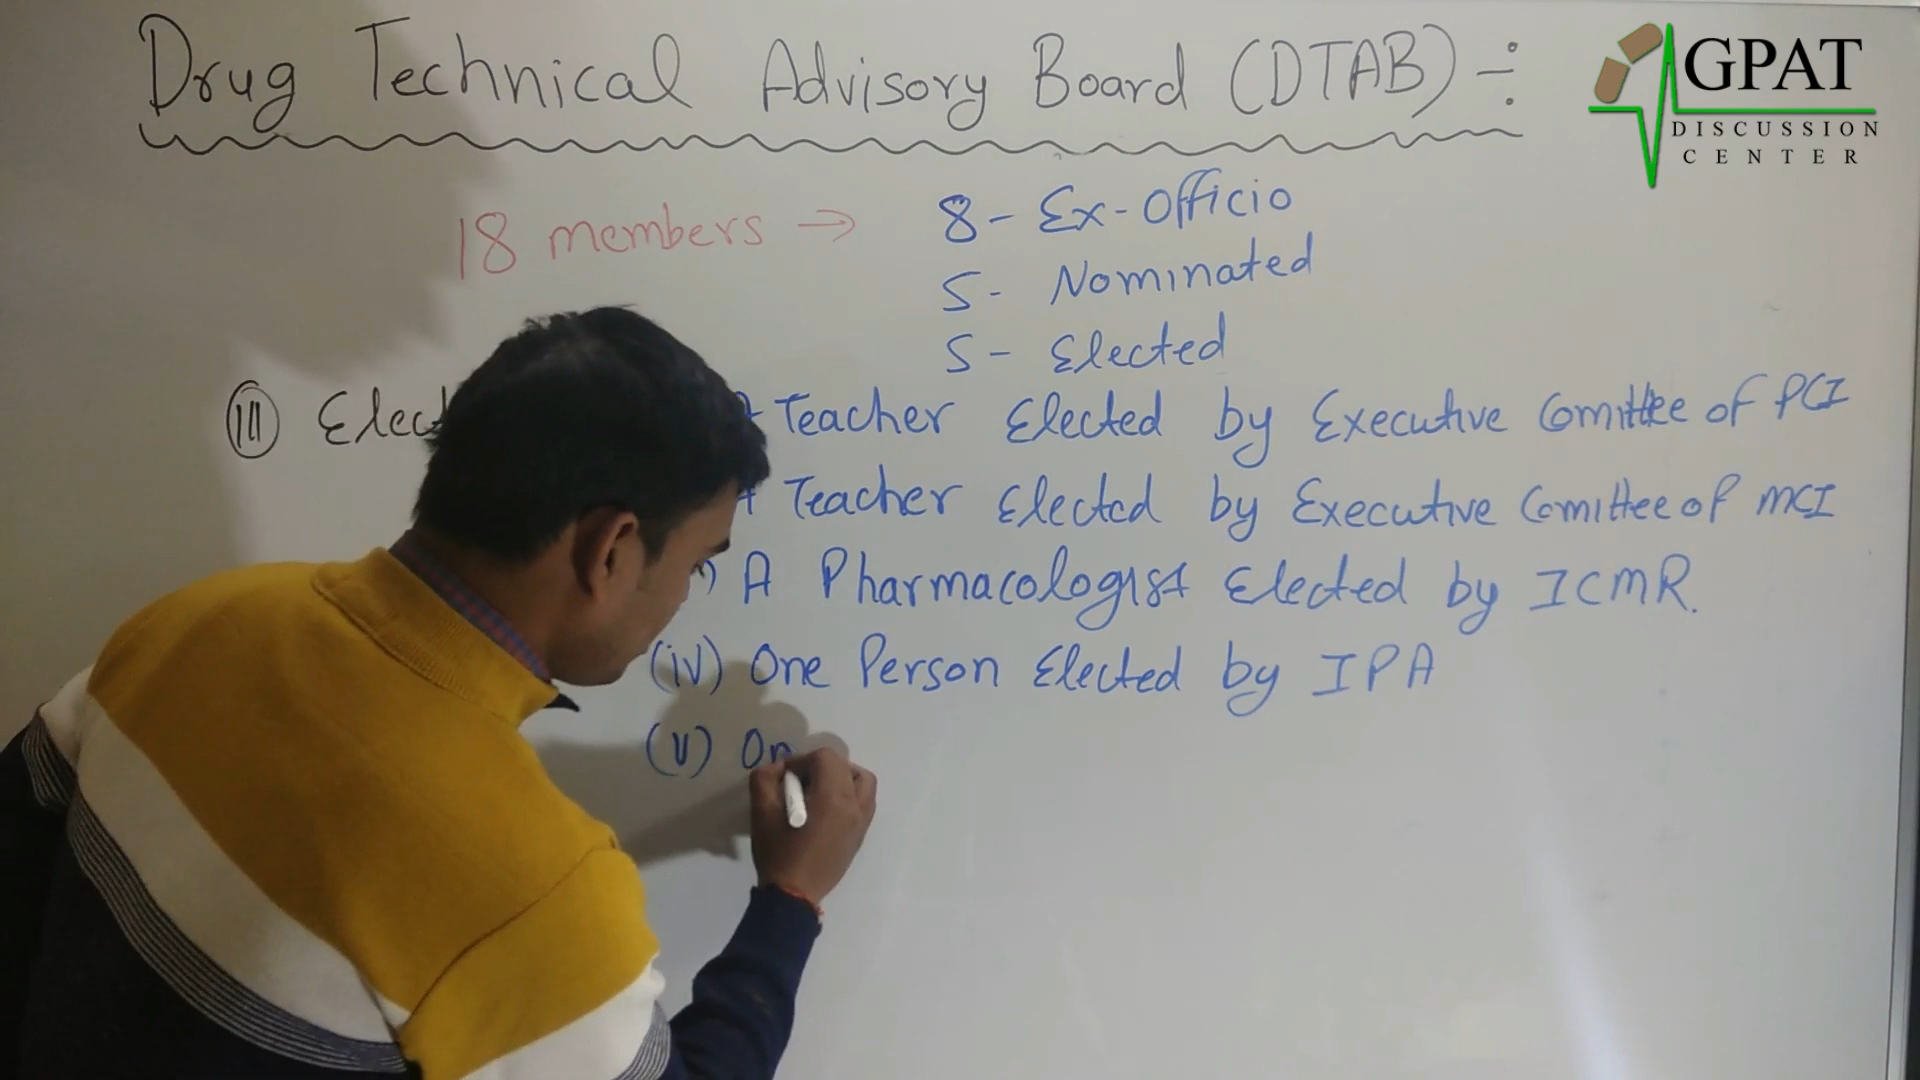 Drug Technical Advisory Board (DTAB) ÷
GPAT
DISCUSSION
CENTER
18 members → 8 - Ex-Officio
5 - Nominated
5 - Elected
(III) Elect
Teacher Elected by Executive Comittee of PCI
Teacher Elected by Executive Comittee of MCI
A Pharmacologist Elected by ICMR.
(iv) One Person Elected by IPA
(v) On